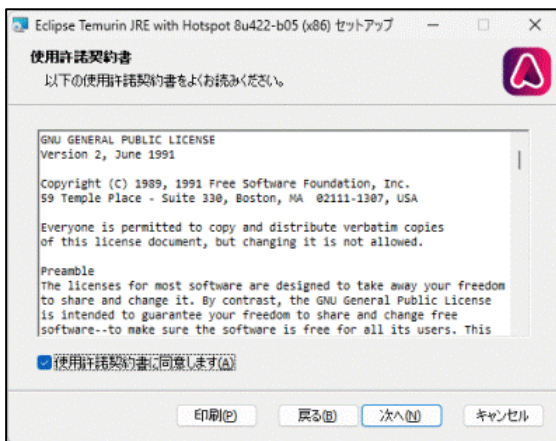 Eclipse Temurin JRE with Hotspot 8u422-b05 (x86) セットアップ
使用許諾契約書
以下の使用許諾契約書をよくお読みください。
GNU GENERAL PUBLIC LICENSE
Version 2, June 1991
Copyright (C) 1989, 1991 Free Software Foundation, Inc.
59 Temple Place - Suite 330, Boston, MA  02111-1307, USA
Everyone is permitted to copy and distribute verbatim copies
of this license document, but changing it is not allowed.
Preamble
The licenses for most software are designed to take away your freedom
to share and change it. By contrast, the GNU General Public License
is intended to guarantee your freedom to share and change free
software--to make sure the software is free for all its users. This
使用許諾契約書に同意します(A)
印刷(P) 戻る(B) 次へ(N) キャンセル